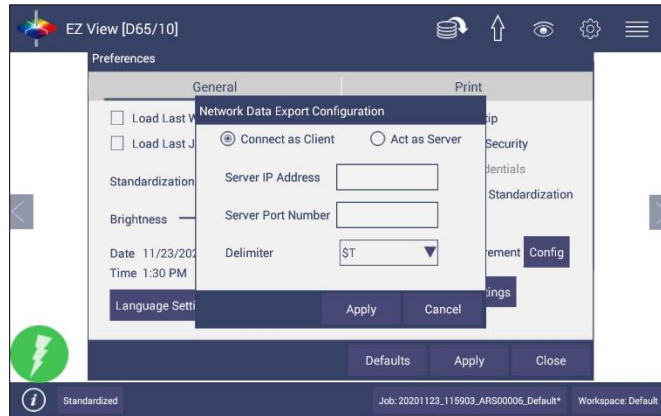 EZ View [D65/10]
Preferences
General
Print
Load Last
Load Last J
Standardization
Brightness
Date 11/23/202
Time 1:30 PM
Language Setti
Network Data Export Configuration
Connect as Client
Act as Server
Server IP Address
Server Port Number
Delimiter
$T
Apply
Cancel
tip
Security
dentials
Standardization
ement
Config
ings
Defaults
Apply
Close
i
Standardized
Job: 20201123_115903_ARS00006_Default*
Workspace: Default